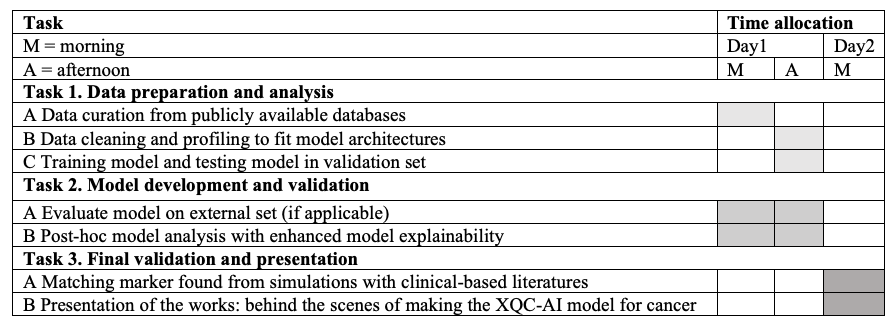 Task Time allocation
M = morning Day1 Day2
A = afternoon M A M
Task 1. Data preparation and analysis
A Data curation from publicly available databases
B Data cleaning and profiling to fit model architectures
C Training model and testing model in validation set
Task 2. Model development and validation
A Evaluate model on external set (if applicable)
B Post-hoc model analysis with enhanced model explainability
Task 3. Final validation and presentation
A Matching marker found from simulations with clinical-based literatures
B Presentation of the works: behind the scenes of making the XQC-AI model for cancer